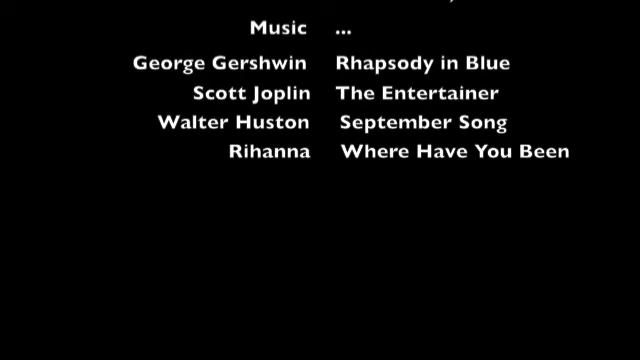 Music ...
George Gershwin Rhapsody in Blue
Scott Joplin The Entertainer
Walter Huston September Song
Rihanna Where Have You Been